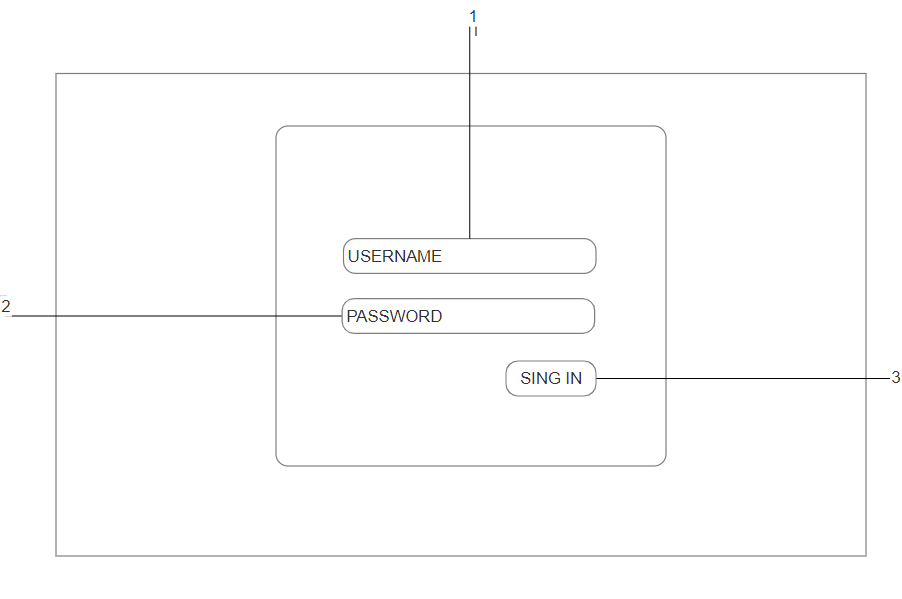 1
USERNAME
2
PASSWORD
SING IN
3